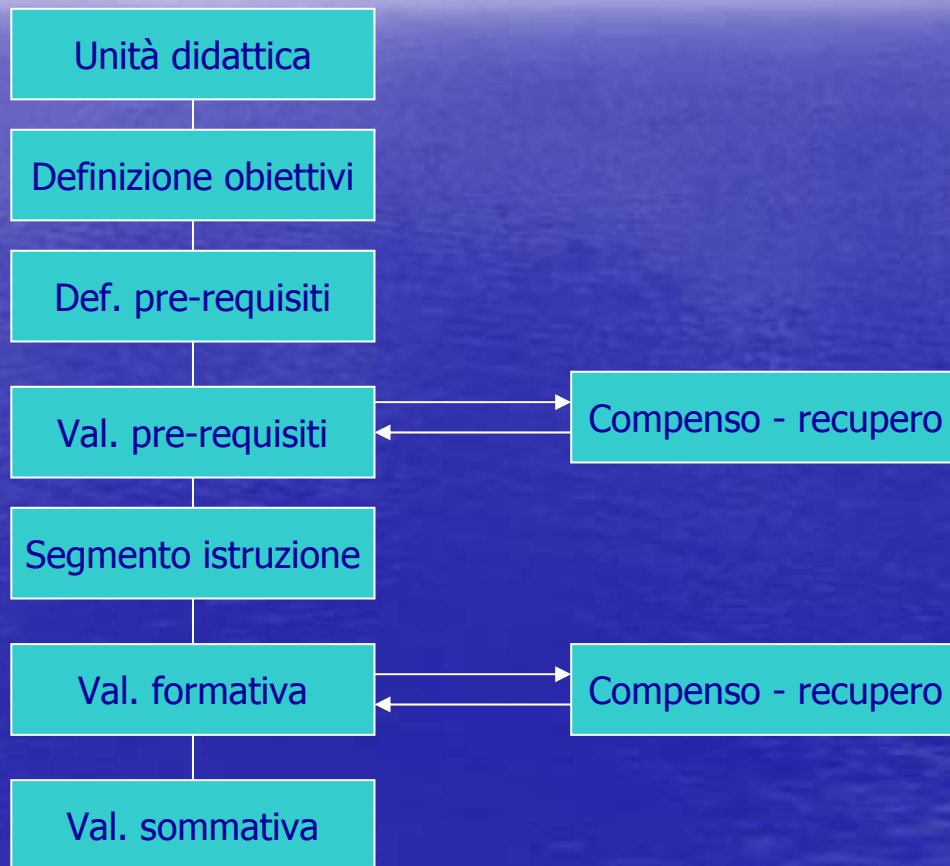 Unità didattica
Definizione obiettivi
Def. pre-requisiti
Val. pre-requisiti
Compenso - recupero
Segmento istruzione
Val. formativa
Compenso - recupero
Val. sommativa